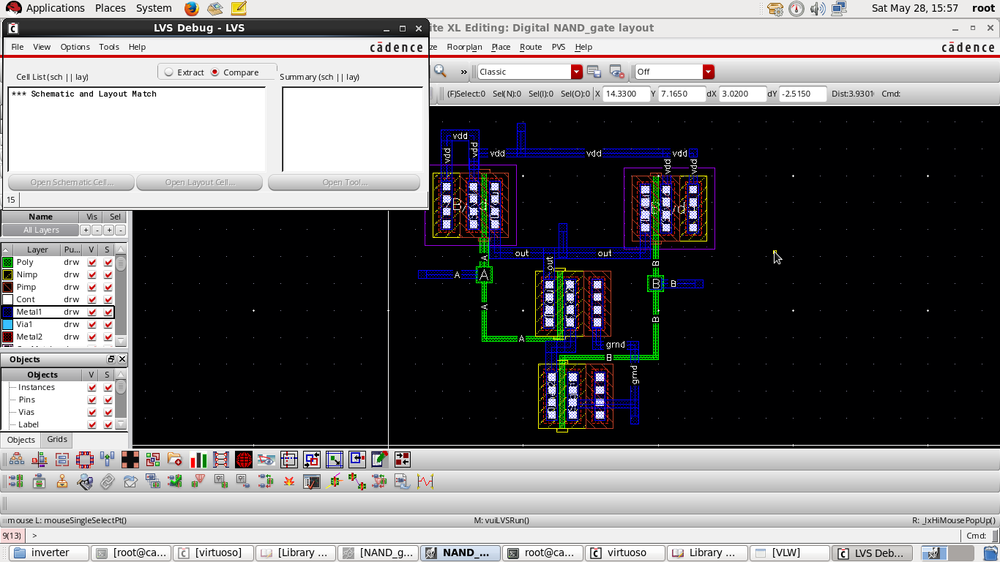 Applications Places System Sat May 28, 15:57 root
LVS Debug - LVS
ite XL Editing: Digital NAND_gate layout
File View Options Tools Help cādence
ze Floorplan Place Route PVS Help cādence
Extract Compare
Cell List (sch || lay) Summary (sch || lay)
» Classic Off
*** Schematic and Layout Match
(F)Select:0 Sel(N):0 Sel(I):0 Sel(O):0 X 14.3300 Y 7.1650 dX 3.0200 dY -2.5150 Dist:3.9301 Cmd:
Open Schematic Cell... Open Layout Cell... Open Tool...
15
vdd
vdd vdd
vdd vdd vdd
vdd vdd
Name Vis Sel
All Layers + - + -
Layer Pu... V S
Poly drw
Nimp drw
Pimp drw
Cont drw
Metal1 drw
Via1 drw
Metal2 drw
out out
out
A B
A A B B
A B
A grnd
B
grnd
Objects
Objects V S
Instances
Pins
Vias
Label
Objects Grids
mouse L: mouseSingleSelectPt() M: vuiLVSRun() R: _lxHiMousePopUp()
9(13) > Cmd:
inverter [root@ca... [virtuoso] [Library ... [NAND_g... NAND_... root@ca... virtuoso Library ... [VLW] LVS Deb...